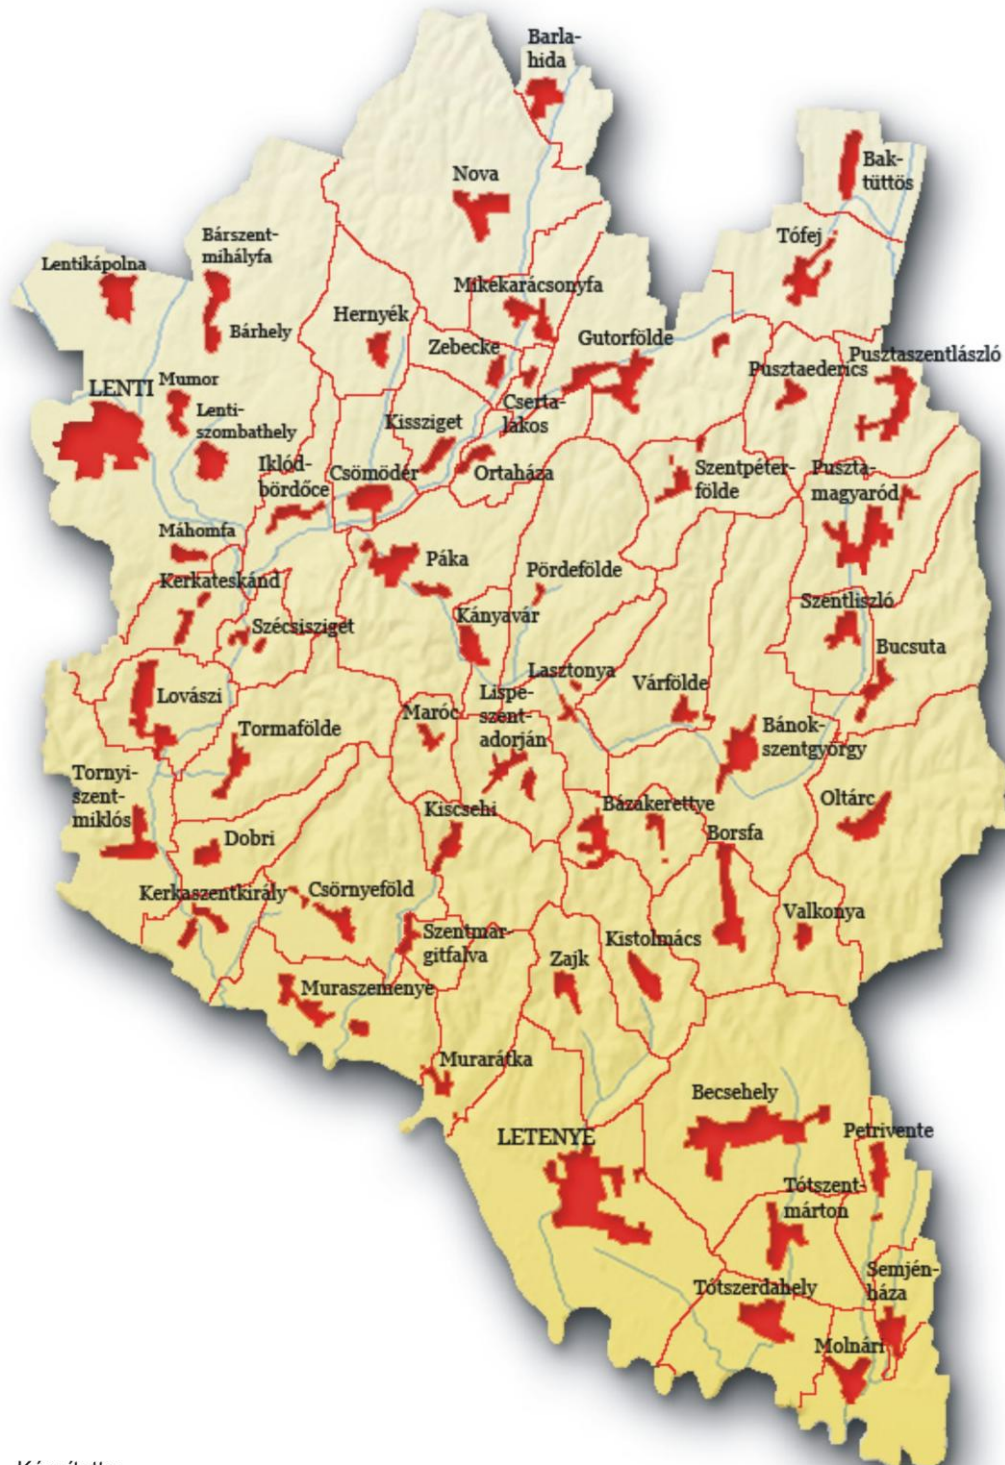 Barla-
hida
Bak-
tüttös
Nova
Tófej
Bárszent-
mihályfa
Lentikápolna
Mikekarácsonyfa
Hernyék
Bárhely
Gutorfölde
Zebecke
Pusztaszentlászló
Pusztaederics
LENTI
Mumor
Cserta-
lakos
Lenti-
szombathely
Kissziget
Iklód-
bördőce
Csömödér
Ortaháza
Szentpéter-
földe
Puszta-
magyaród
Máhomfa
Páka
Pördefölde
Kerkateskánd
Szentliszló
Kányavár
Szécsisziget
Bucsuta
Lasztonya
Várfölde
Lovászi
Lispe-
szent-
adorján
Maróc
Tormafölde
Bánok-
szentgyörgy
Tornyi-
szent-
miklós
Oltárc
Kiscsehi
Bázakerettye
Borsfa
Dobri
Kerkaszentkirály
Csörnyeföld
Valkonya
Szentmar-
gitfalva
Kistolmács
Zajk
Muraszemenye
Murarátka
Becsehely
LETENYE
Petrivente
Tótszent-
márton
Semjén-
háza
Tótszerdahely
Molnári